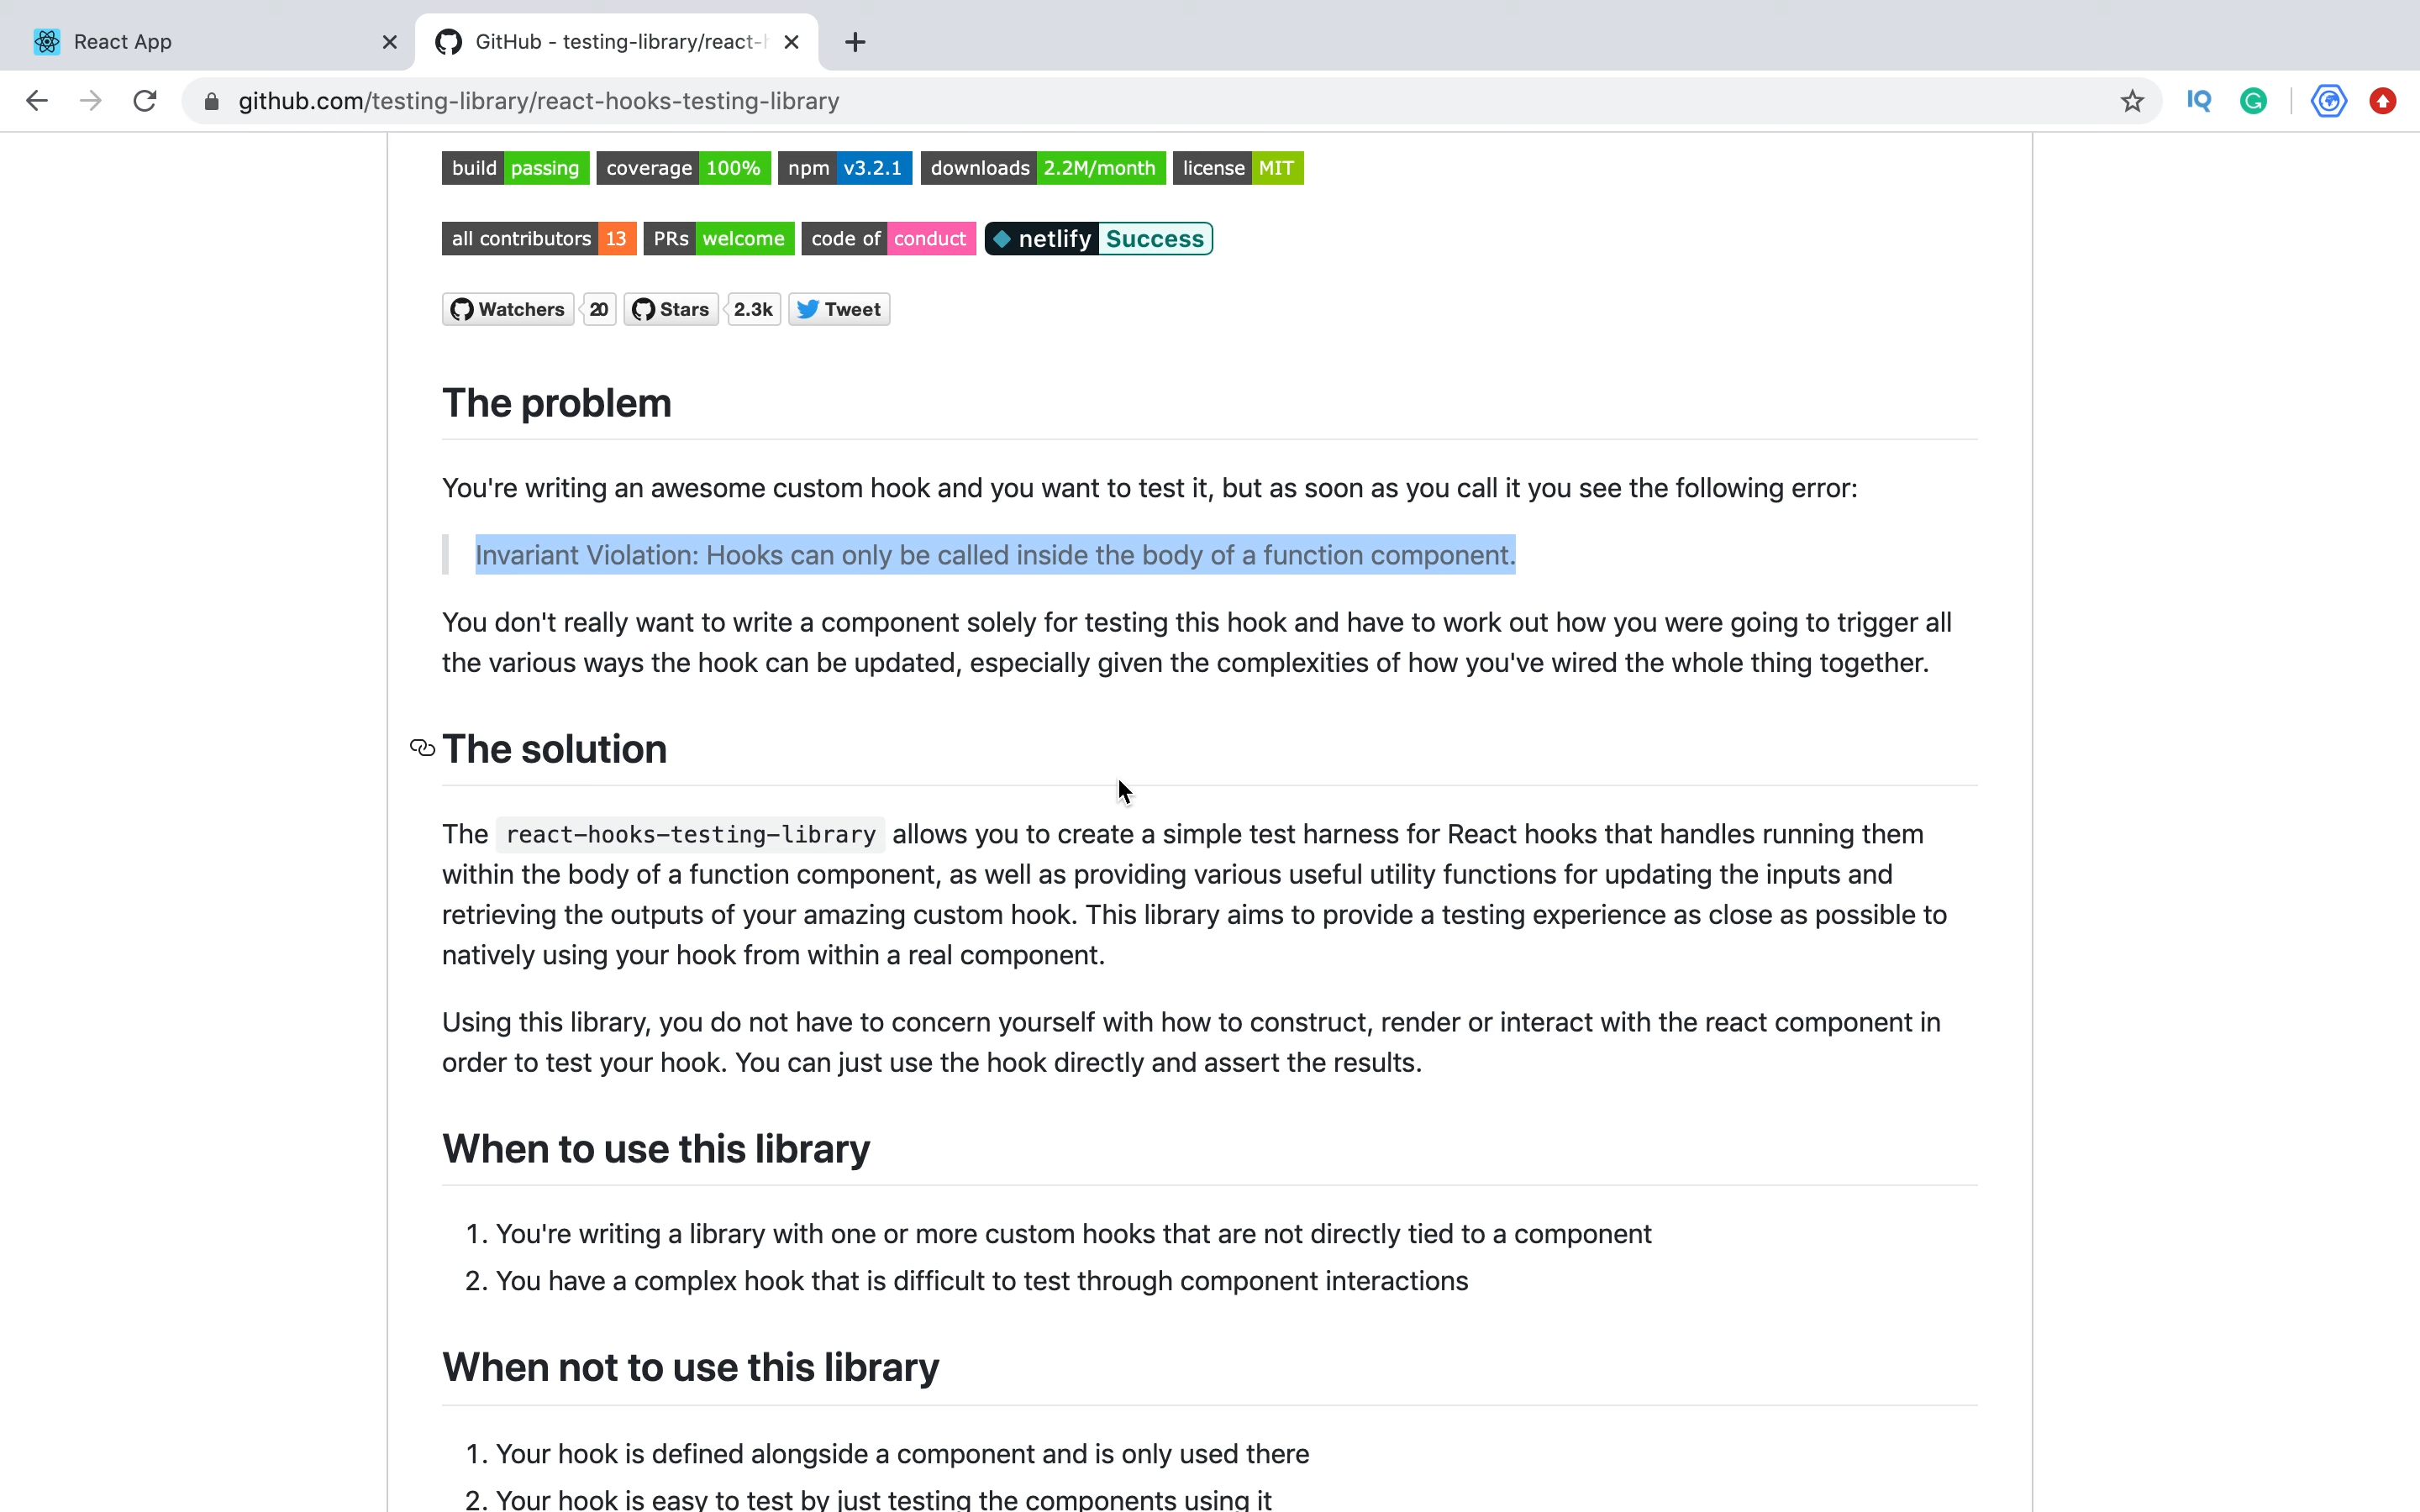 React App
GitHub - testing-library/react-h
github.com/testing-library/react-hooks-testing-library
IQ
build passing coverage 100% npm v3.2.1 downloads 2.2M/month license MIT
all contributors 13 PRs welcome code of conduct netlify Success
Watchers 20 Stars 2.3k Tweet
The problem
You're writing an awesome custom hook and you want to test it, but as soon as you call it you see the following error:
Invariant Violation: Hooks can only be called inside the body of a function component.
You don't really want to write a component solely for testing this hook and have to work out how you were going to trigger all
the various ways the hook can be updated, especially given the complexities of how you've wired the whole thing together.
The solution
The react-hooks-testing-library allows you to create a simple test harness for React hooks that handles running them
within the body of a function component, as well as providing various useful utility functions for updating the inputs and
retrieving the outputs of your amazing custom hook. This library aims to provide a testing experience as close as possible to
natively using your hook from within a real component.
Using this library, you do not have to concern yourself with how to construct, render or interact with the react component in
order to test your hook. You can just use the hook directly and assert the results.
When to use this library
1. You're writing a library with one or more custom hooks that are not directly tied to a component
2. You have a complex hook that is difficult to test through component interactions
When not to use this library
1. Your hook is defined alongside a component and is only used there
2. Your hook is easy to test by just testing the components using it